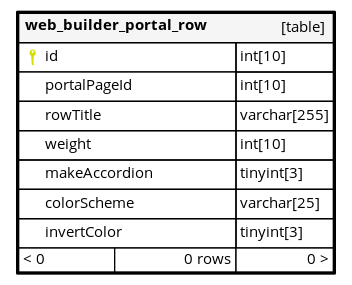 web_builder_portal_row [table]
id int[10]
portalPageId int[10]
rowTitle varchar[255]
weight int[10]
makeAccordion tinyint[3]
colorScheme varchar[25]
invertColor tinyint[3]
< 0 0 rows 0 >